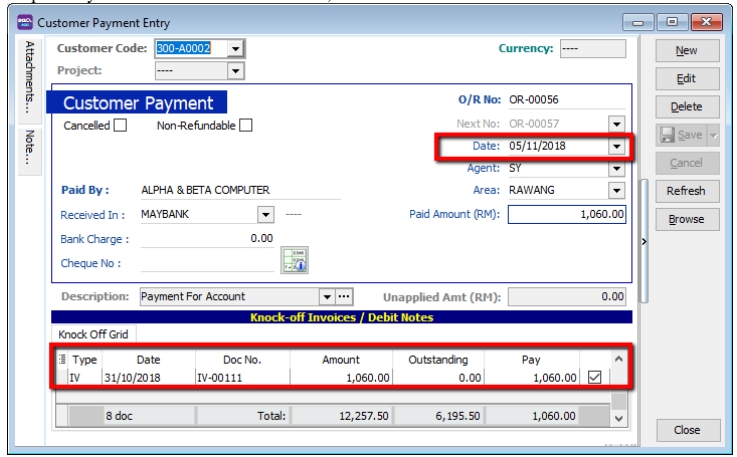 Customer Payment Entry
Attachments...
Note...
Customer Code: 300-A0002 Currency: ----
Project: ----
Customer Payment
O/R No: OR-00056
Cancelled Non-Refundable Next No: OR-00057
Date: 05/11/2018
Agent: SY
Paid By : ALPHA & BETA COMPUTER Area: RAWANG
Received In : MAYBANK ---- Paid Amount (RM): 1,060.00
Bank Charge : 0.00
Cheque No :
Description: Payment For Account Unapplied Amt (RM): 0.00
Knock-off Invoices / Debit Notes
Knock Off Grid
Type Date Doc No. Amount Outstanding Pay
IV 31/10/2018 IV-00111 1,060.00 0.00 1,060.00
8 doc Total: 12,257.50 6,195.50 1,060.00
New
Edit
Delete
Save
Cancel
Refresh
Browse
Close